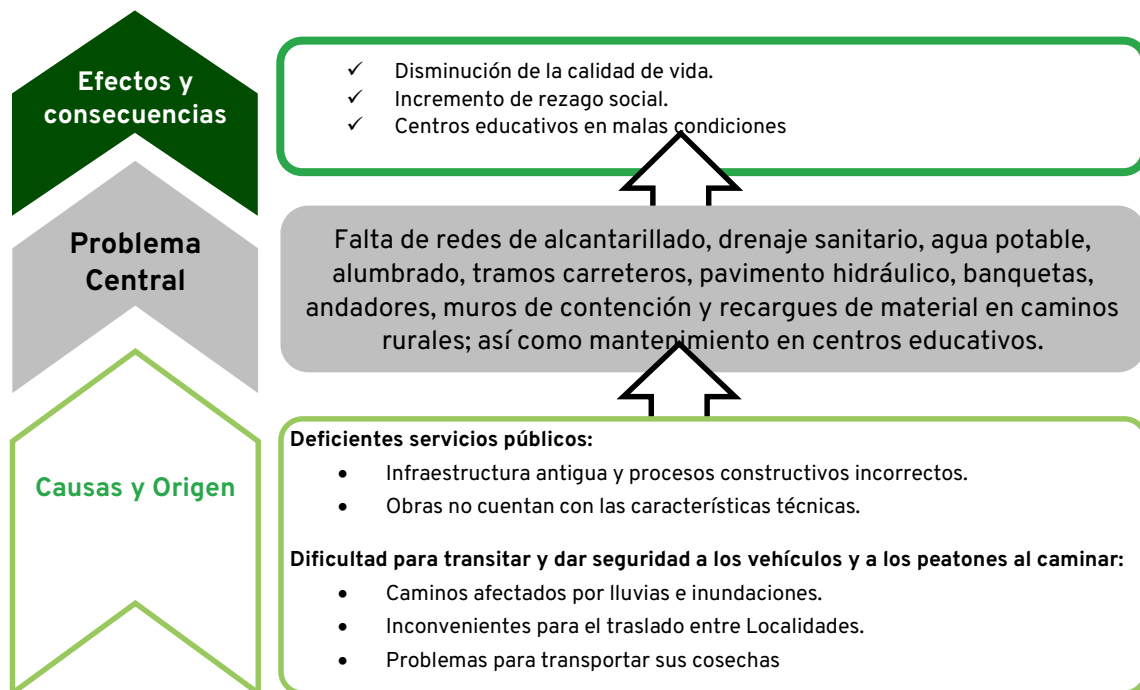 Efectos y
consecuencias
✓ Disminución de la calidad de vida.
✓ Incremento de rezago social.
✓ Centros educativos en malas condiciones
Problema
Central
Falta de redes de alcantarillado, drenaje sanitario, agua potable,
alumbrado, tramos carreteros, pavimento hidráulico, banquetas,
andadores, muros de contención y recargues de material en caminos
rurales; así como mantenimiento en centros educativos.
Causas y Origen
Deficientes servicios públicos:
• Infraestructura antigua y procesos constructivos incorrectos.
• Obras no cuentan con las características técnicas.
Dificultad para transitar y dar seguridad a los vehículos y a los peatones al caminar:
• Caminos afectados por lluvias e inundaciones.
• Inconvenientes para el traslado entre Localidades.
• Problemas para transportar sus cosechas